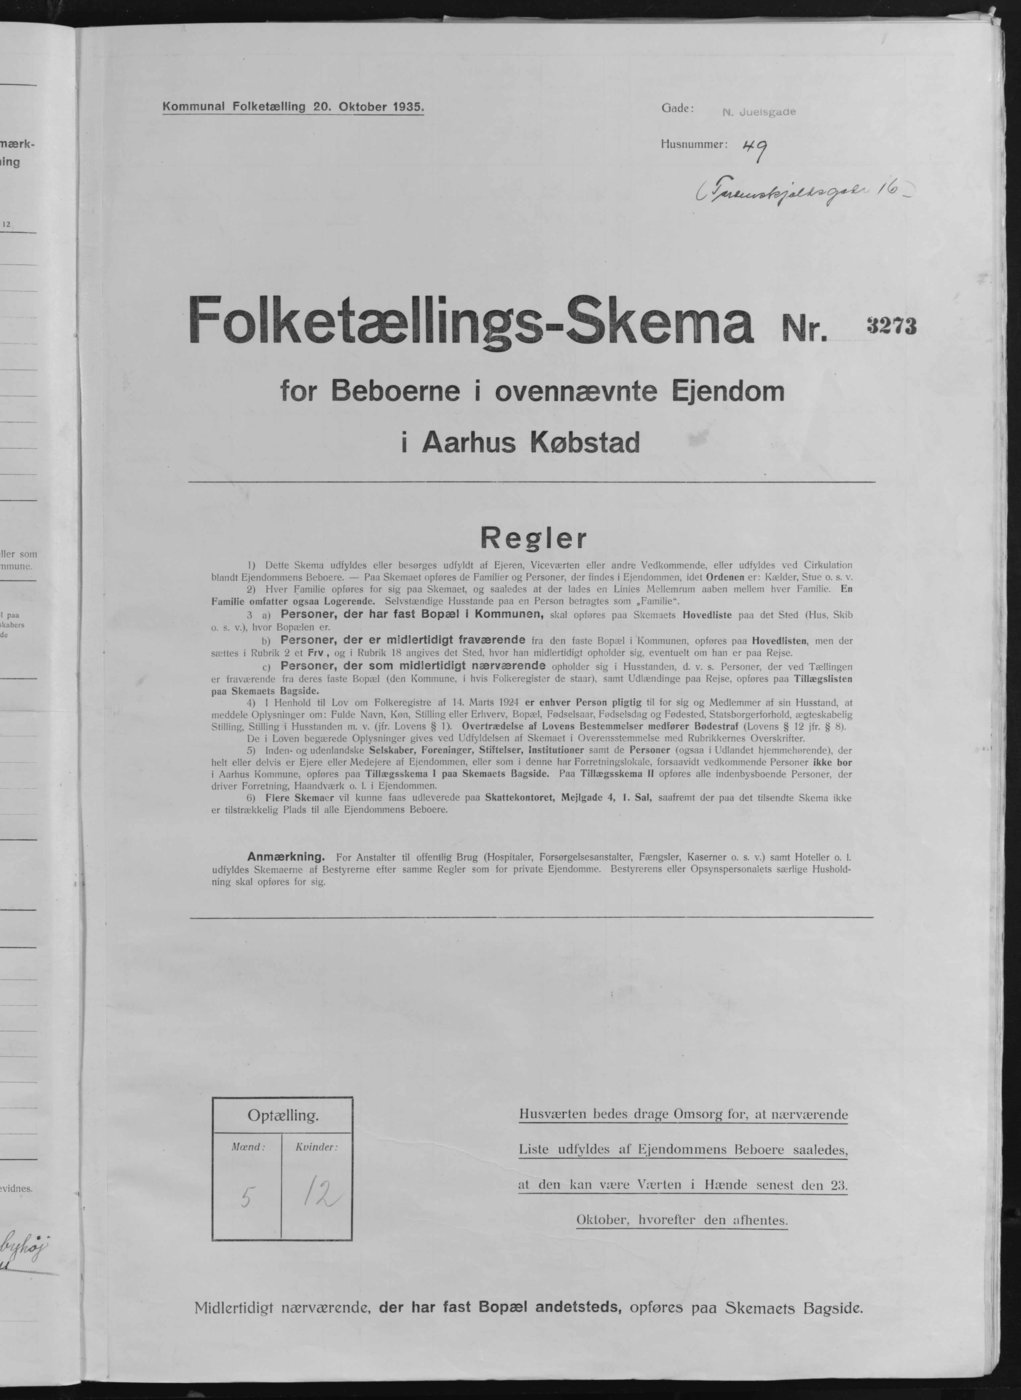 mærk-
ing
12
ller som
mmune.
l paa
skabers
de
evidnes.
byhøj
Kommunal Folketælling 20. Oktober 1935.
Gade: N. Juelsgade
Husnummer: 49
16
Folketællings-Skema Nr. 3273
for Beboerne i ovennævnte Ejendom
i Aarhus Købstad
Regler
1) Dette Skema udfyldes eller besørges udfyldt af Ejeren, Viceværten eller andre Vedkommende, eller udfyldes ved Cirkulation
blandt Ejendommens Beboere. — Paa Skemaet opføres de Familier og Personer, der findes i Ejendommen, idet Ordenen er: Kælder, Stue o. s. v.
2) Hver Familie opføres for sig paa Skemaet, og saaledes at der lades en Linies Mellemrum aaben mellem hver Familie. En
Familie omfatter ogsaa Logerende. Selvstændige Husstande paa en Person betragtes som „Familie“.
3 a) Personer, der har fast Bopæl i Kommunen, skal opføres paa Skemaets Hovedliste paa det Sted (Hus, Skib
o. s. v.), hvor Bopælen er.
b) Personer, der er midlertidigt fraværende fra den faste Bopæl i Kommunen, opføres paa Hovedlisten, men der
sættes i Rubrik 2 et Frv., og i Rubrik 18 angives det Sted, hvor han midlertidigt opholder sig, eventuelt om han er paa Rejse.
c) Personer, der som midlertidigt nærværende opholder sig i Husstanden, d. v. s. Personer, der ved Tællingen
er fraværende fra deres faste Bopæl (den Kommune, i hvis Folkeregister de staar), samt Udlændinge paa Rejse, opføres paa Tillægslisten
paa Skemaets Bagside.
4) I Henhold til Lov om Folkeregistre af 14. Marts 1924 er enhver Person pligtig til for sig og Medlemmer af sin Husstand, at
meddele Oplysninger om: Fulde Navn, Køn, Stilling eller Erhverv, Bopæl, Fødselsaar, Fødselsdag og Fødested, Statsborgerforhold, ægteskabelig
Stilling, Stilling i Husstanden m. v. (jfr. Lovens § 1). Overtrædelse af Lovens Bestemmelser medfører Bødestraf (Lovens § 12 jfr. § 8).
De i Loven begærede Oplysninger gives ved Udfyldelsen af Skemaet i Overensstemmelse med Rubrikkernes Overskrifter.
5) Inden- og udenlandske Selskaber, Foreninger, Stiftelser, Institutioner samt de Personer (ogsaa i Udlandet hjemmehørende), der
helt eller delvis er Ejere eller Medejere af Ejendommen, eller som i denne har Forretningslokale, forsaavidt vedkommende Personer ikke bor
i Aarhus Kommune, opføres paa Tillægsskema I paa Skemaets Bagside. Paa Tillægsskema II opføres alle indenbysboende Personer, der
driver Forretning, Haandværk o. l. i Ejendommen.
6) Flere Skemaer vil kunne faas udleverede paa Skattekontoret, Mejlgade 4, 1. Sal, saafremt der paa det tilsendte Skema ikke
er tilstrækkelig Plads til alle Ejendommens Beboere.
Anmærkning. For Anstalter til offentlig Brug (Hospitaler, Forsørgelsesanstalter, Fængsler, Kaserner o. s. v.) samt Hoteller o. l.
udfyldes Skemaerne af Bestyrerne efter samme Regler som for private Ejendomme. Bestyrerens eller Opsynspersonalets særlige Hushold-
ning skal opføres for sig.
Optælling.
Mænd: Kvinder:
5 12
Husværten bedes drage Omsorg for, at nærværende
Liste udfyldes af Ejendommens Beboere saaledes,
at den kan være Værten i Hænde senest den 23.
Oktober, hvorefter den afhentes.
Midlertidigt nærværende, der har fast Bopæl andetsteds, opføres paa Skemaets Bagside.